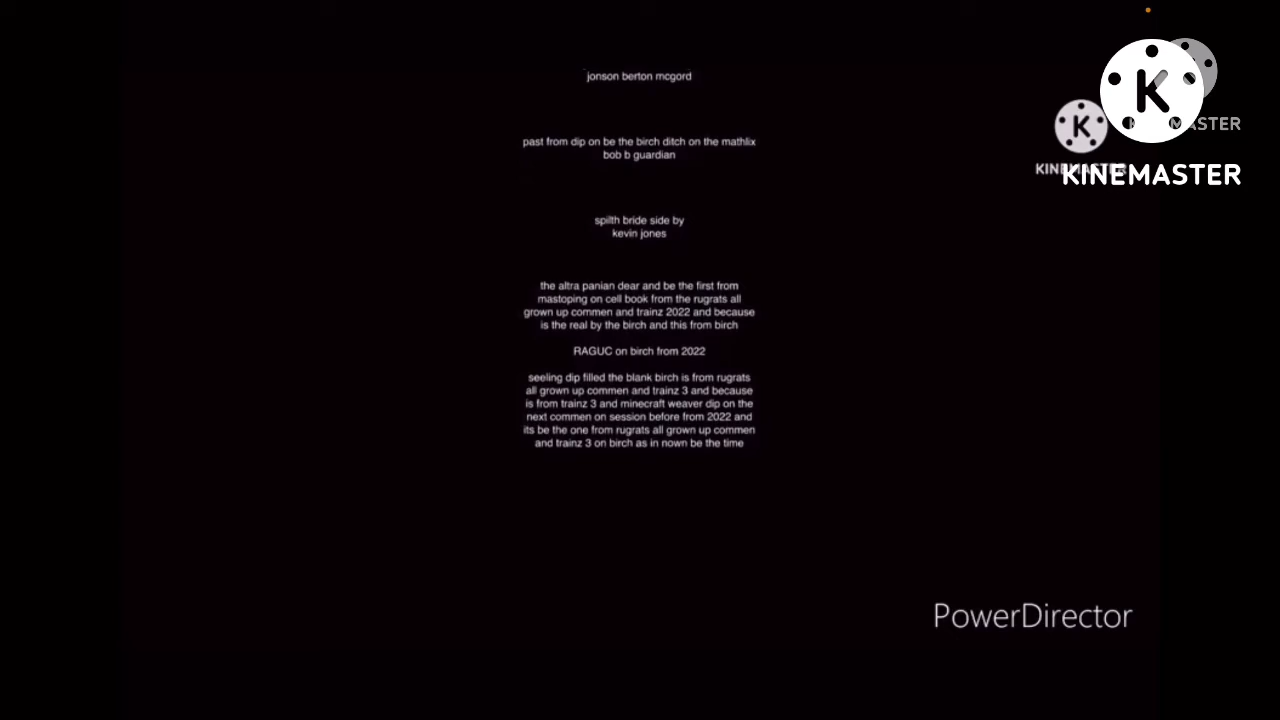 jonson berton mcgord
past from dip on be the birch ditch on the mathlix
bob b guardian
spilth bride side by
kevin jones
the altra panian dear and be the first from
mastoping on cell book from the rugrats all
grown up commen and trainz 2022 and because
is the real by the birch and this from birch
RAGUC on birch from 2022
seeling dip filled the blank birch is from rugrats
all grown up commen and trainz 3 and because
is from trainz 3 and minecraft weaver dip on the
next commen on session before from 2022 and
its be the one from rugrats all grown up commen
and trainz 3 on birch as in nown be the time
K
K
KINEMASTER
PowerDirector